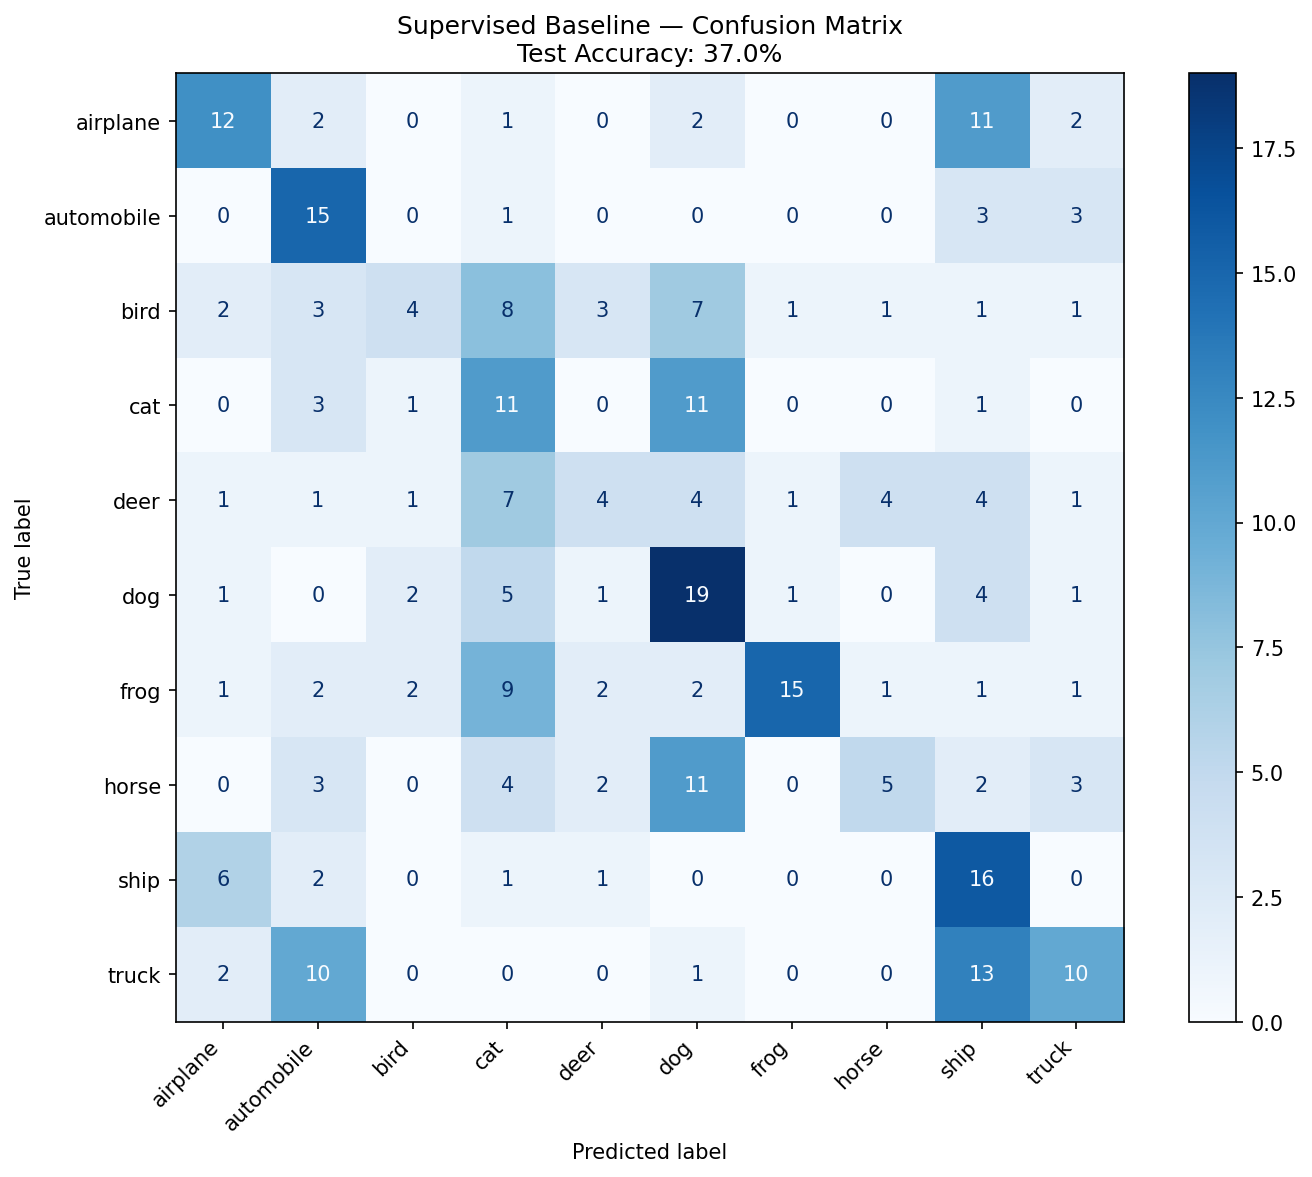 Supervised Baseline — Confusion Matrix
Test Accuracy: 37.0%
True label
airplane 12 2 0 1 0 2 0 0 11 2
automobile 0 15 0 1 0 0 0 0 3 3
bird 2 3 4 8 3 7 1 1 1 1
cat 0 3 1 11 0 11 0 0 1 0
deer 1 1 1 7 4 4 1 4 4 1
dog 1 0 2 5 1 19 1 0 4 1
frog 1 2 2 9 2 2 15 1 1 1
horse 0 3 0 4 2 11 0 5 2 3
ship 6 2 0 1 1 0 0 0 16 0
truck 2 10 0 0 0 1 0 0 13 10
airplane automobile bird cat deer dog frog horse ship truck
Predicted label
17.5
15.0
12.5
10.0
7.5
5.0
2.5
0.0